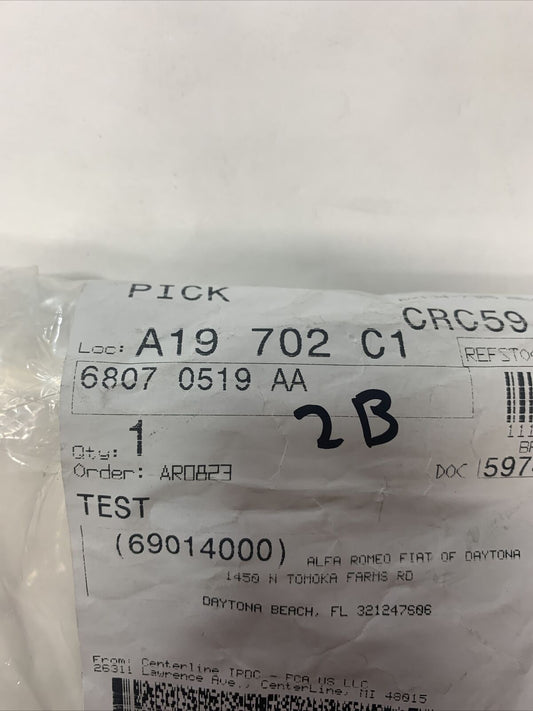 PICK
CRC59
Loc: A19 702 C1
REFSTO
6807 0519 AA
2B
111
Qty: 1
Order: AR0823
DOC 597
TEST
(69014000) ALFA ROMEO FIAT OF DAYTONA
1450 N TOMOKA FARMS RD
DAYTONA BEACH, FL 321247606
From: Centerline TPDC - FCA US LLC
26311 Lawrence Ave., CenterLine, MI 48015